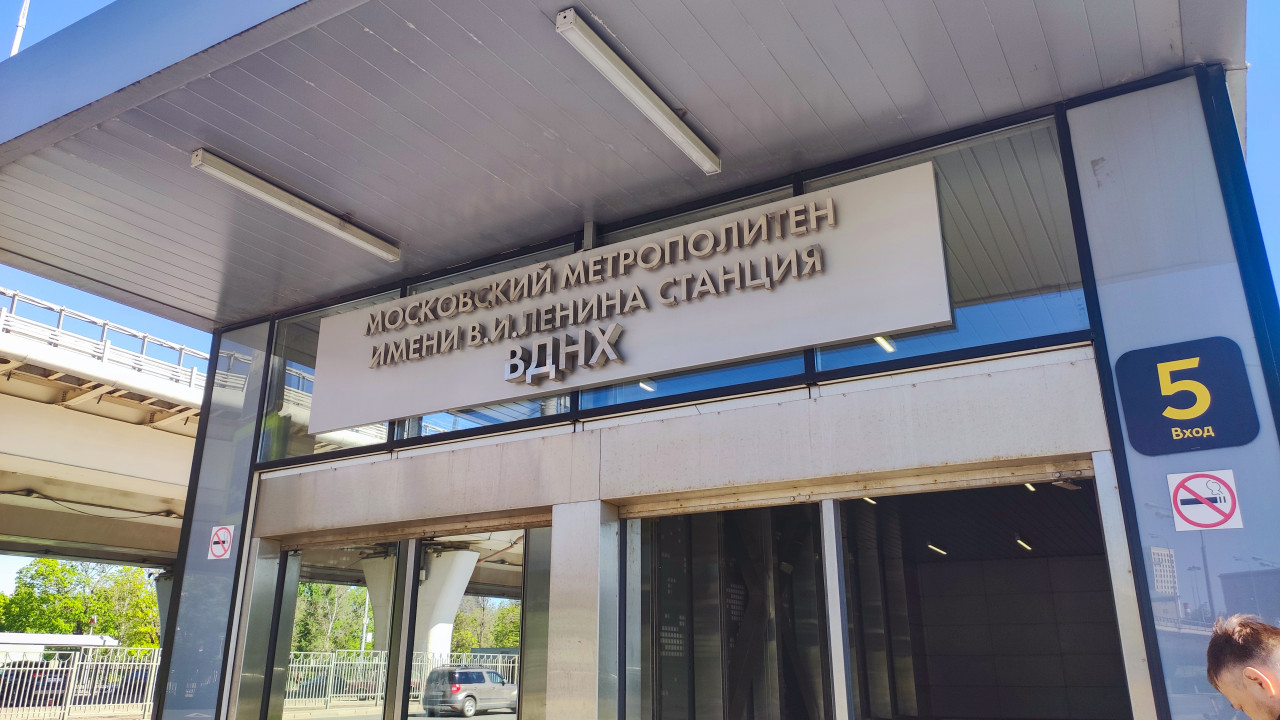 МОСКОВСКИЙ МЕТРОПОЛИТЕН
ИМЕНИ В.И.ЛЕНИНА СТАНЦИЯ
ВДНХ
5
Вход